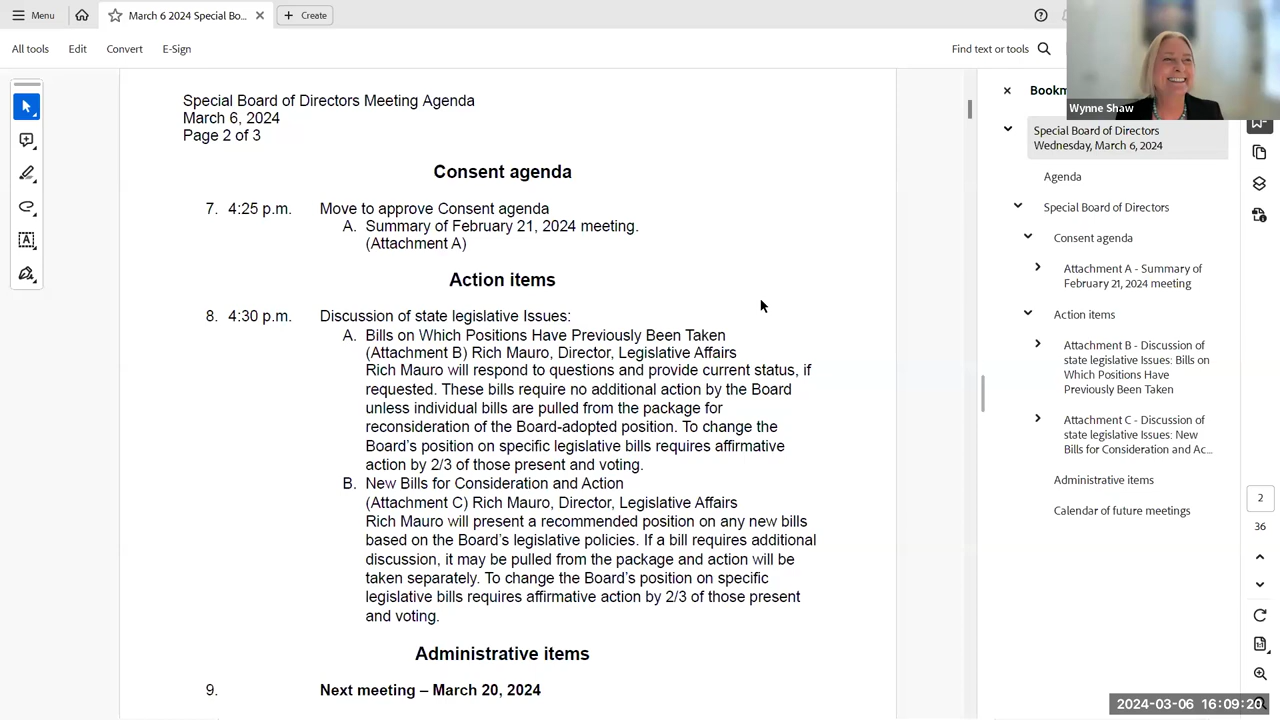 Menu
March 6 2024 Special Bo...
Create
All tools
Edit
Convert
E-Sign
Find text or tools
Special Board of Directors Meeting Agenda
March 6, 2024
Page 2 of 3
Consent agenda
7. 4:25 p.m. Move to approve Consent agenda
A. Summary of February 21, 2024 meeting.
(Attachment A)
Action items
8. 4:30 p.m. Discussion of state legislative Issues:
A. Bills on Which Positions Have Previously Been Taken
(Attachment B) Rich Mauro, Director, Legislative Affairs
Rich Mauro will respond to questions and provide current status, if
requested. These bills require no additional action by the Board
unless individual bills are pulled from the package for
reconsideration of the Board-adopted position. To change the
Board's position on specific legislative bills requires affirmative
action by 2/3 of those present and voting.
B. New Bills for Consideration and Action
(Attachment C) Rich Mauro, Director, Legislative Affairs
Rich Mauro will present a recommended position on any new bills
based on the Board's legislative policies. If a bill requires additional
discussion, it may be pulled from the package and action will be
taken separately. To change the Board's position on specific
legislative bills requires affirmative action by 2/3 of those present
and voting.
Administrative items
9. Next meeting – March 20, 2024
Bookm
Wynne Shaw
Special Board of Directors
Wednesday, March 6, 2024
Agenda
Special Board of Directors
Consent agenda
Attachment A - Summary of
February 21, 2024 meeting
Action items
Attachment B - Discussion of
state legislative Issues: Bills on
Which Positions Have
Previously Been Taken
Attachment C - Discussion of
state legislative Issues: New
Bills for Consideration and Ac...
Administrative items
Calendar of future meetings
2
36
2024-03-06 16:09:20